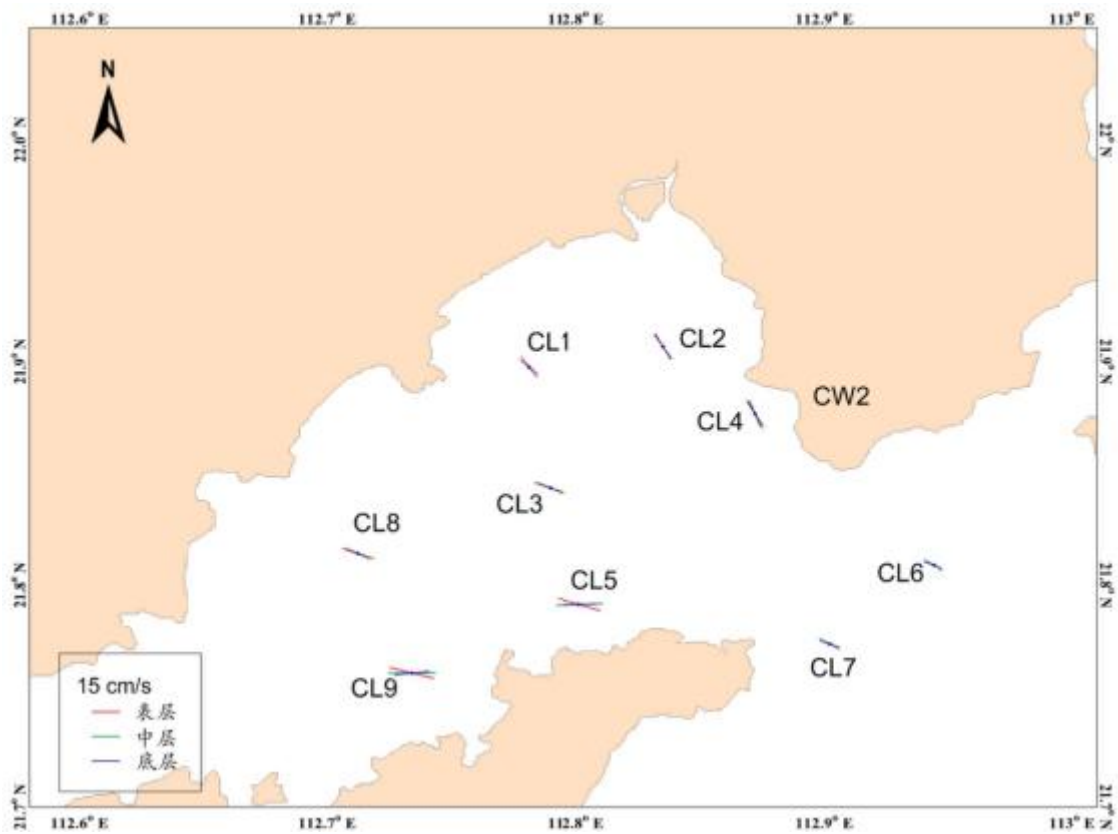 112.6° E 112.7° E 112.8° E 112.9° E 113° E
N
22.0° N 22° N
CL1 CL2
21.9° N 21.9° N
CW2
CL4
CL3
CL8
CL5 CL6
21.8° N 21.8° N
CL7
CL9
15 cm/s
表层
中层
底层
21.7° N 21.7° N
112.6° E 112.7° E 112.8° E 112.9° E 113° E